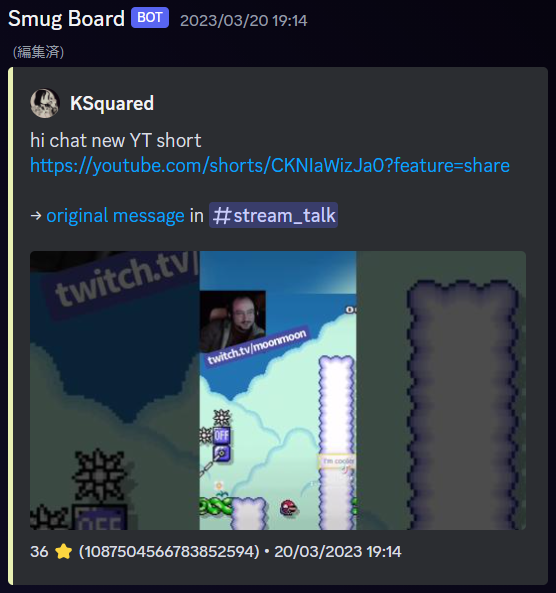 Smug Board BOT 2023/03/20 19:14
(編集済)
KSquared
hi chat new YT short
https://youtube.com/shorts/CKNIaWizJa0?feature=share
→ original message in #stream_talk
twitch.tv/
twitch.tv/moonmoon
OFF
I'm cooler
OFF
36 ⭐ (1087504566783852594) • 20/03/2023 19:14